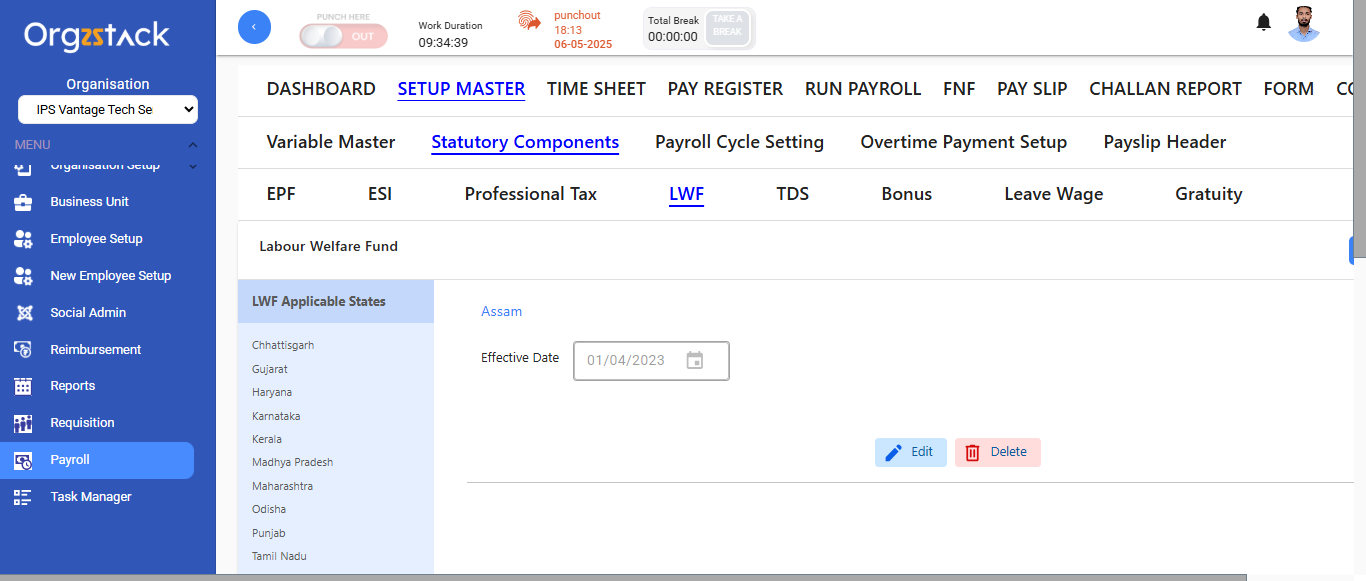 Orgzstack
Organisation
IPS Vantage Tech Se
MENU
Organisation Setup
Business Unit
Employee Setup
New Employee Setup
Social Admin
Reimbursement
Reports
Requisition
Payroll
Task Manager
PUNCH HERE
OUT
Work Duration
09:34:39
punchout
18:13
06-05-2025
Total Break
00:00:00
TAKE A
BREAK
DASHBOARD SETUP MASTER TIME SHEET PAY REGISTER RUN PAYROLL FNF PAY SLIP CHALLAN REPORT FORM
Variable Master Statutory Components Payroll Cycle Setting Overtime Payment Setup Payslip Header
EPF ESI Professional Tax LWF TDS Bonus Leave Wage Gratuity
Labour Welfare Fund
LWF Applicable States
Chhattisgarh
Gujarat
Haryana
Karnataka
Kerala
Madhya Pradesh
Maharashtra
Odisha
Punjab
Tamil Nadu
Assam
Effective Date 01/04/2023
Edit Delete